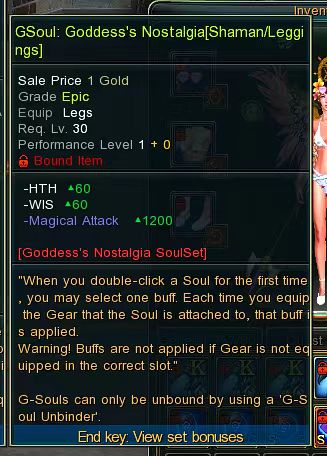 Inven
GSoul: Goddess's Nostalgia[Shaman/Leggi
ngs]
Sale Price 1 Gold
Grade Epic
Equip Legs
Req. Lv. 30
Performance Level 1 + 0
Bound Item
-HTH ▲60
-WIS ▲60
-Magical Attack ▲1200
[Goddess's Nostalgia SoulSet]
"When you double-click a Soul for the first time
, you may select one buff. Each time you equip
the Gear that the Soul is attached to, that buff i
s applied.
Warning! Buffs are not applied if Gear is not eq
uipped in the correct slot."
G-Souls can only be unbound by using a 'G-S
oul Unbinder'.
End key: View set bonuses